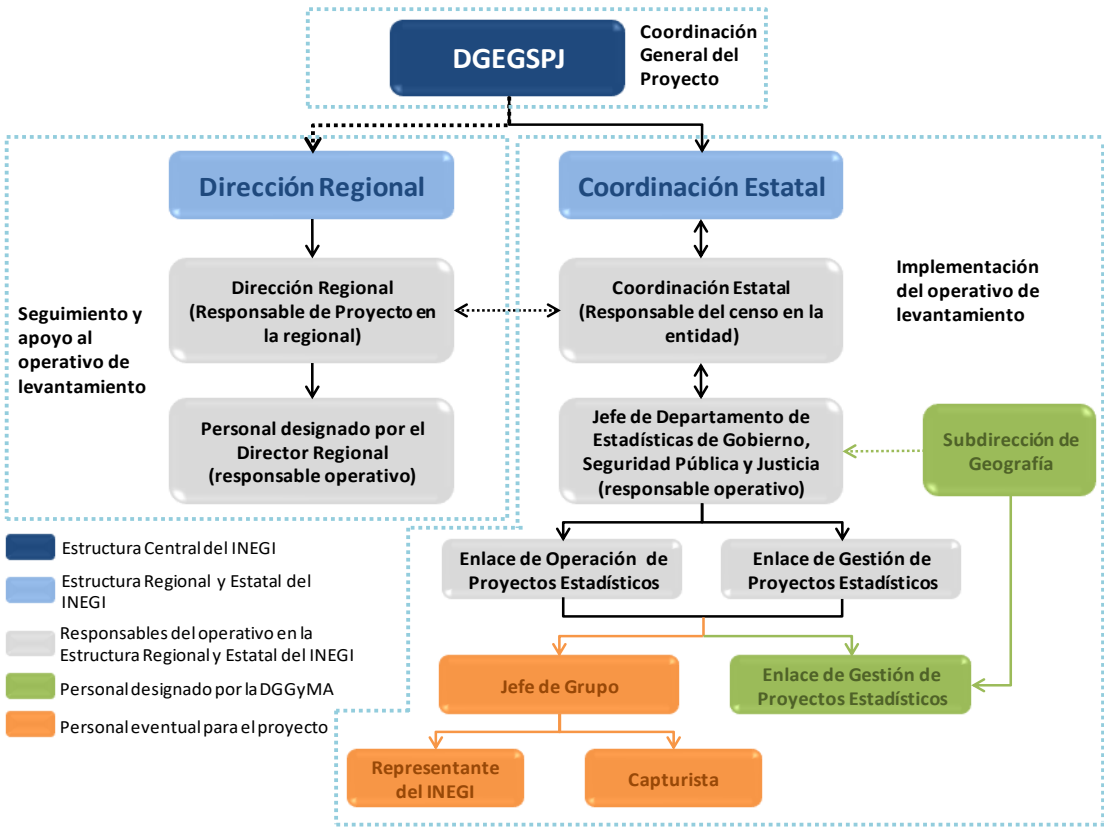 DGEGSPJ
Coordinación
General del
Proyecto
Dirección Regional
Coordinación Estatal
Seguimiento y
apoyo al
operativo de
levantamiento
Dirección Regional
(Responsable de Proyecto en
la regional)
Coordinación Estatal
(Responsable del censo en la
entidad)
Implementación
del operativo de
levantamiento
Personal designado por el
Director Regional
(responsable operativo)
Jefe de Departamento de
Estadísticas de Gobierno,
Seguridad Pública y Justicia
(responsable operativo)
Subdirección de
Geografía
Enlace de Operación de
Proyectos Estadísticos
Enlace de Gestión de
Proyectos Estadísticos
Jefe de Grupo
Enlace de Gestión de
Proyectos Estadísticos
Representante
del INEGI
Capturista
Estructura Central del INEGI
Estructura Regional y Estatal del
INEGI
Responsables del operativo en la
Estructura Regional y Estatal del INEGI
Personal designado por la DGGyMA
Personal eventual para el proyecto